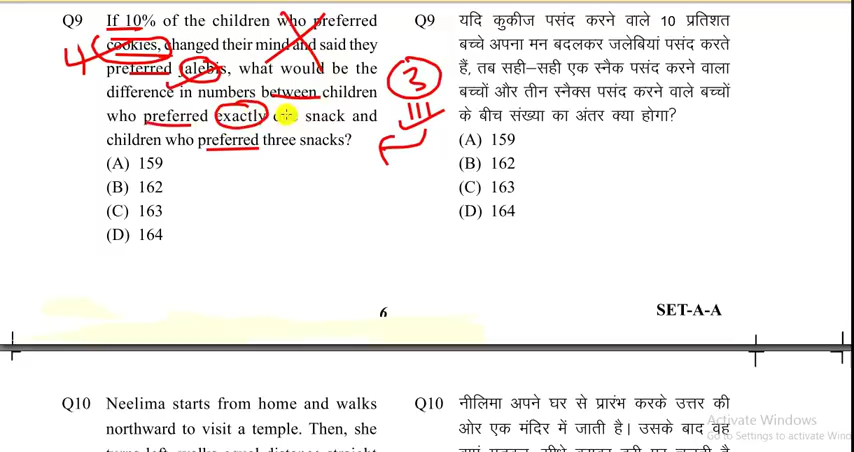 Q9 If 10% of the children who preferred
cookies, changed their mind and said they
preferred jalebis, what would be the
difference in numbers between children
who preferred exactly snack and
children who preferred three snacks?
(A) 159
(B) 162
(C) 163
(D) 164
4
3
Q9 यदि कुकीज पसंद करने वाले 10 प्रतिशत
बच्चे अपना मन बदलकर जलेबियां पसंद करते
हैं, तब सही–सही एक स्नैक पसंद करने वाला
बच्चों और तीन स्नैक्स पसंद करने वाले बच्चों
के बीच संख्या का अंतर क्या होगा?
(A) 159
(B) 162
(C) 163
(D) 164
6
SET-A-A
Q10 Neelima starts from home and walks
northward to visit a temple. Then, she
Q10 नीलिमा अपने घर से प्रारंभ करके उत्तर की
ओर एक मंदिर में जाती है। उसके बाद वह
Activate Windows
Go to Settings to activate Wind